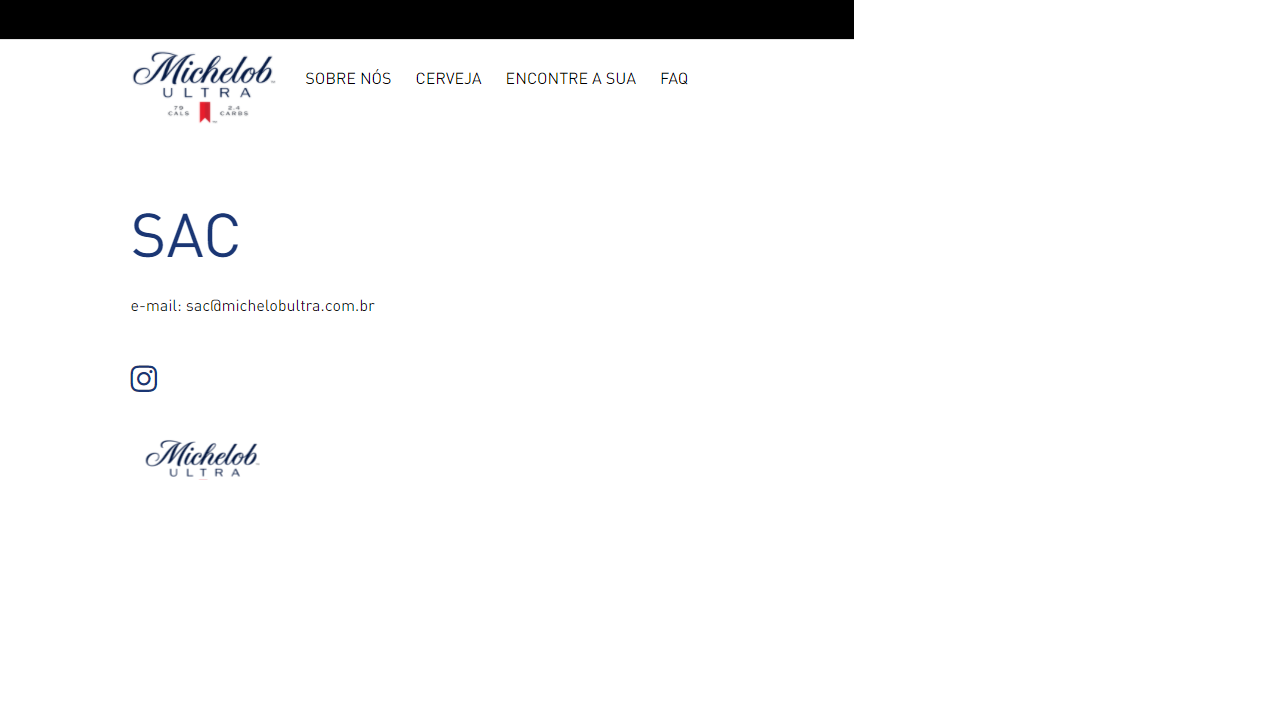 Michelob
ULTRA
79 CALS 2.4 CARBS
SOBRE NÓS CERVEJA ENCONTRE A SUA FAQ
SAC
e-mail: sac@michelobultra.com.br
Michelob
ULTRA